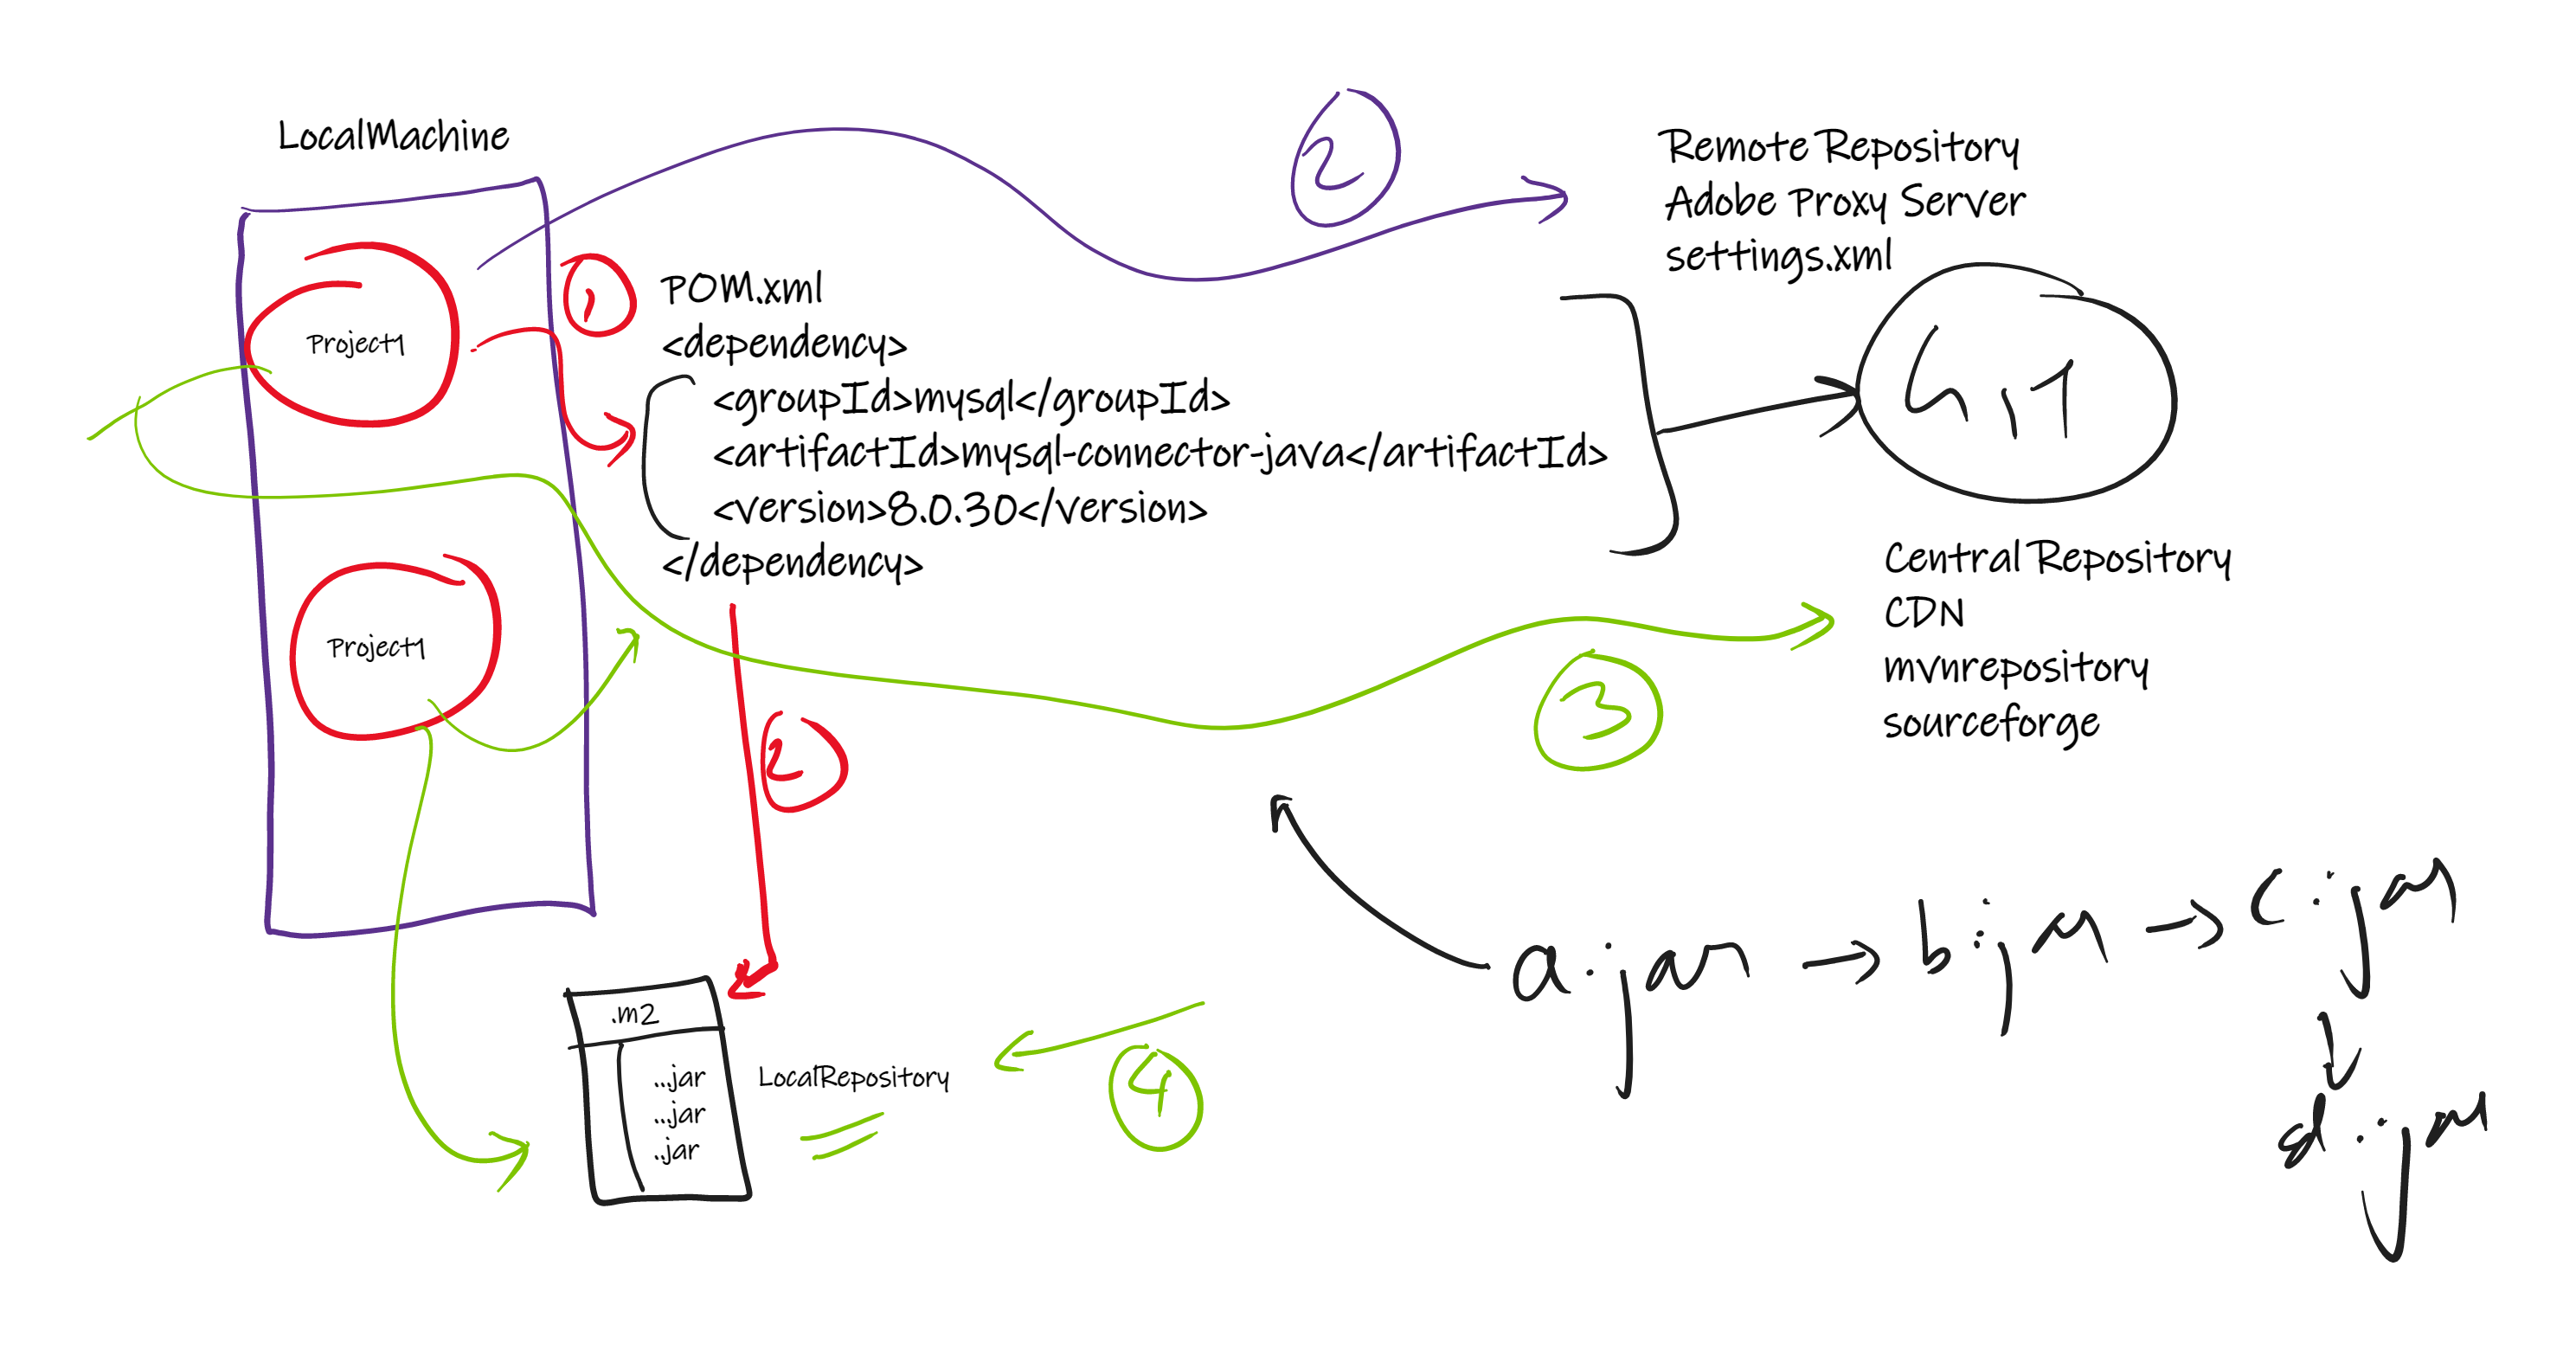 LocalMachine
Project1
Project1
1
POM.xml
<dependency>
<groupId>mysql</groupId>
<artifactId>mysql-connector-java</artifactId>
<version>8.0.30</version>
</dependency>
2
2
Remote Repository
Adobe Proxy Server
settings.xml
GIT
Central Repository
CDN
mvnrepository
sourceforge
3
.m2
...jar
...jar
..jar
LocalRepository
4
a.jar → b.jar → c.jar
d.jar